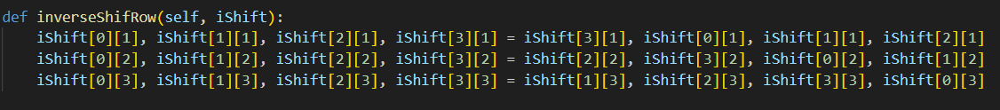 def inverseShifRow(self, iShift):
    iShift[0][1], iShift[1][1], iShift[2][1], iShift[3][1] = iShift[3][1], iShift[0][1], iShift[1][1], iShift[2][1]
    iShift[0][2], iShift[1][2], iShift[2][2], iShift[3][2] = iShift[2][2], iShift[3][2], iShift[0][2], iShift[1][2]
    iShift[0][3], iShift[1][3], iShift[2][3], iShift[3][3] = iShift[1][3], iShift[2][3], iShift[3][3], iShift[0][3]